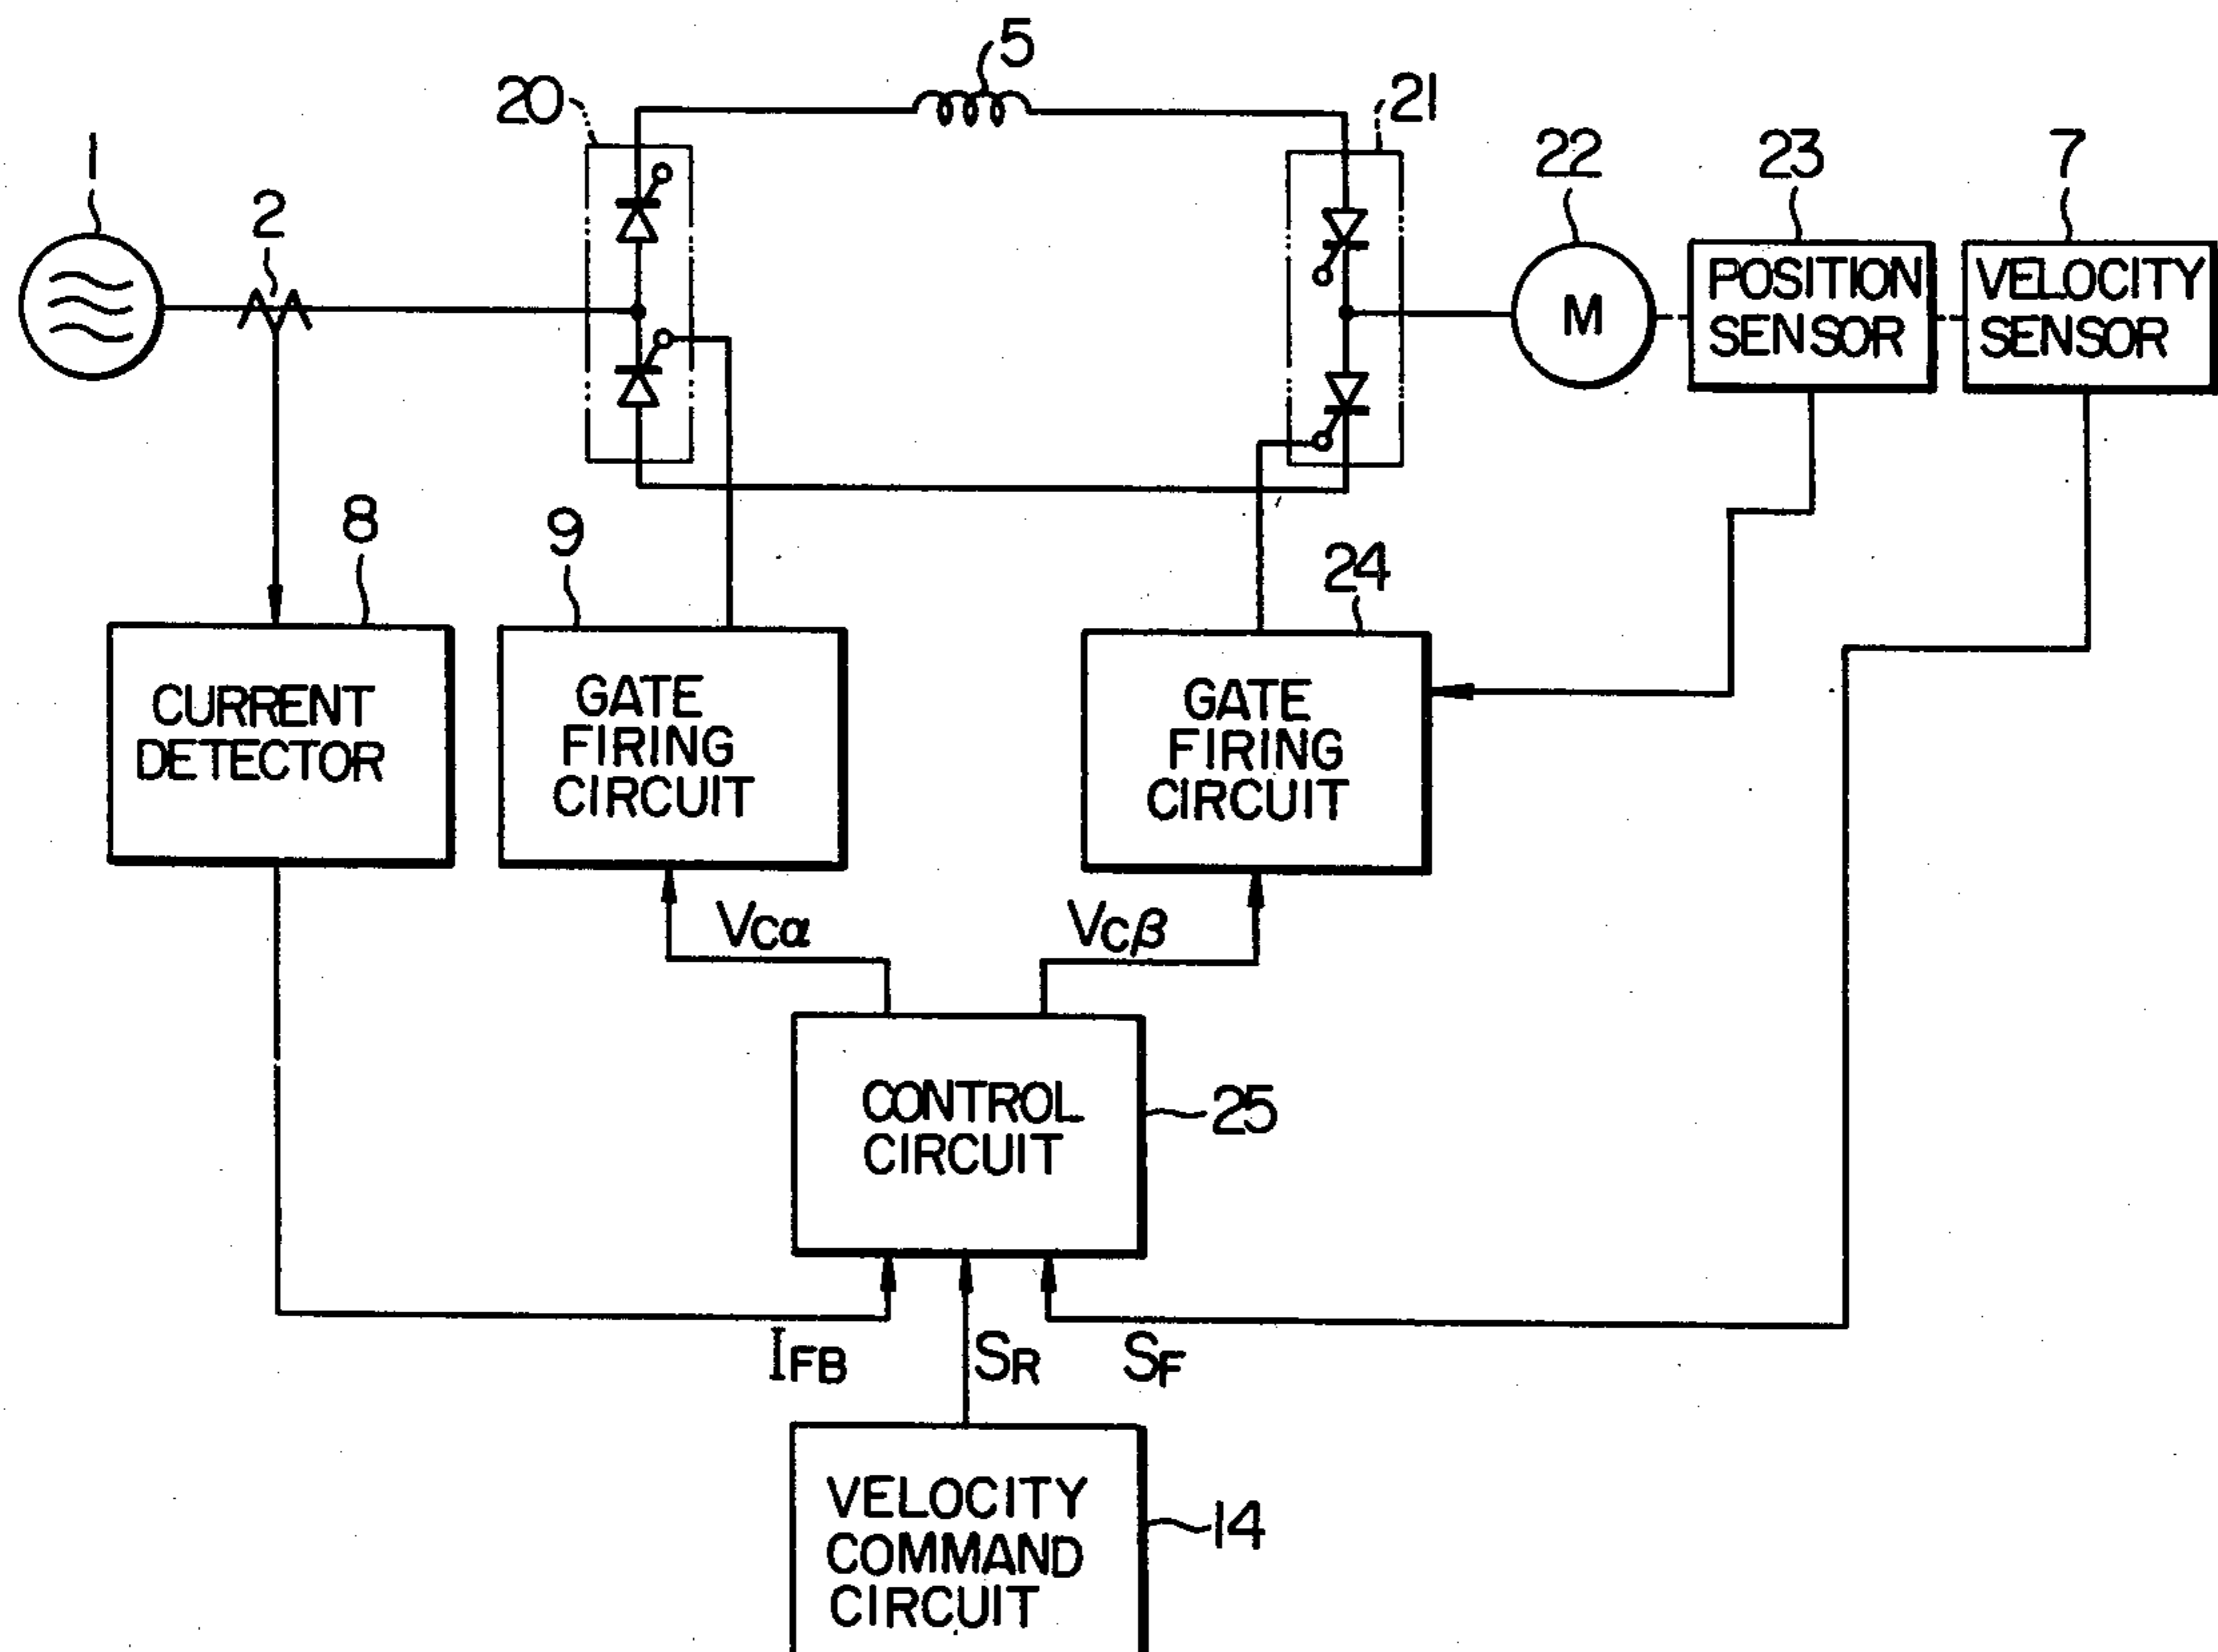 5
20
21
1
2
22
23
7
M
POSITION
SENSOR
VELOCITY
SENSOR
8
9
24
CURRENT
DETECTOR
GATE
FIRING
CIRCUIT
GATE
FIRING
CIRCUIT
Vcα
Vcβ
CONTROL
CIRCUIT
25
IFB
SR
SF
VELOCITY
COMMAND
CIRCUIT
14